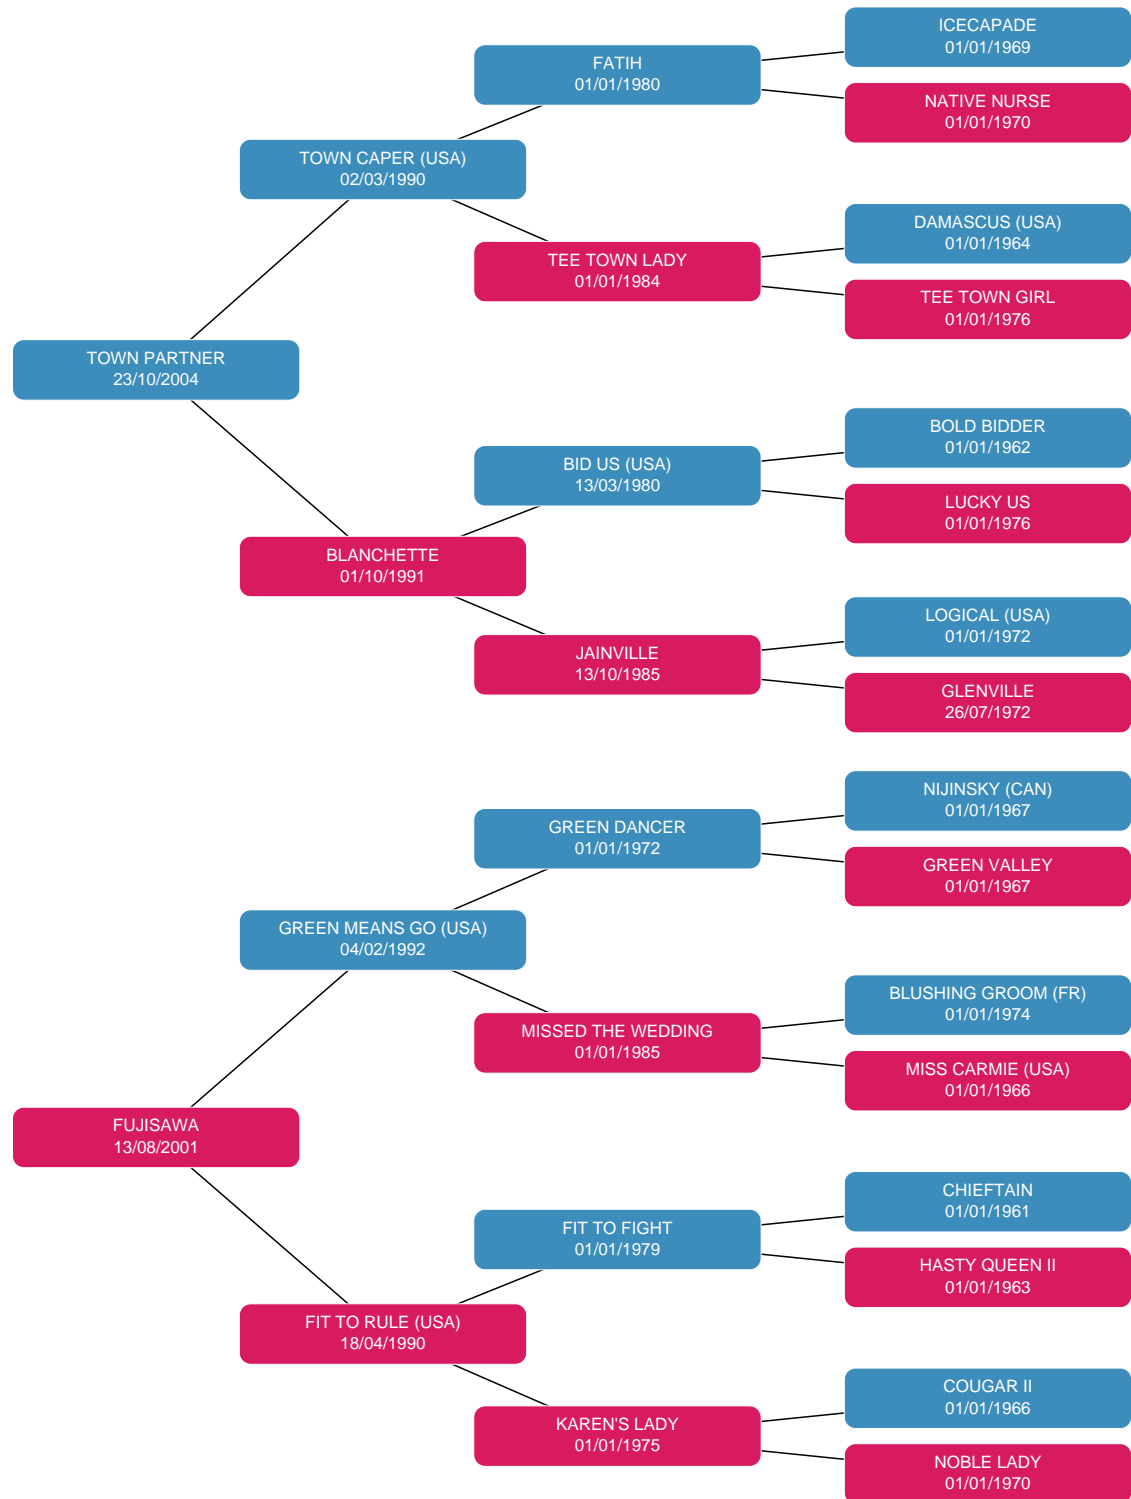 ICECAPADE
01/01/1969
FATIH
01/01/1980
NATIVE NURSE
01/01/1970
TOWN CAPER (USA)
02/03/1990
DAMASCUS (USA)
01/01/1964
TEE TOWN LADY
01/01/1984
TEE TOWN GIRL
01/01/1976
TOWN PARTNER
23/10/2004
BOLD BIDDER
01/01/1962
BID US (USA)
13/03/1980
LUCKY US
01/01/1976
BLANCHETTE
01/10/1991
LOGICAL (USA)
01/01/1972
JAINVILLE
13/10/1985
GLENVILLE
26/07/1972
NIJINSKY (CAN)
01/01/1967
GREEN DANCER
01/01/1972
GREEN VALLEY
01/01/1967
GREEN MEANS GO (USA)
04/02/1992
BLUSHING GROOM (FR)
01/01/1974
MISSED THE WEDDING
01/01/1985
MISS CARMIE (USA)
01/01/1966
FUJISAWA
13/08/2001
CHIEFTAIN
01/01/1961
FIT TO FIGHT
01/01/1979
HASTY QUEEN II
01/01/1963
FIT TO RULE (USA)
18/04/1990
COUGAR II
01/01/1966
KAREN'S LADY
01/01/1975
NOBLE LADY
01/01/1970